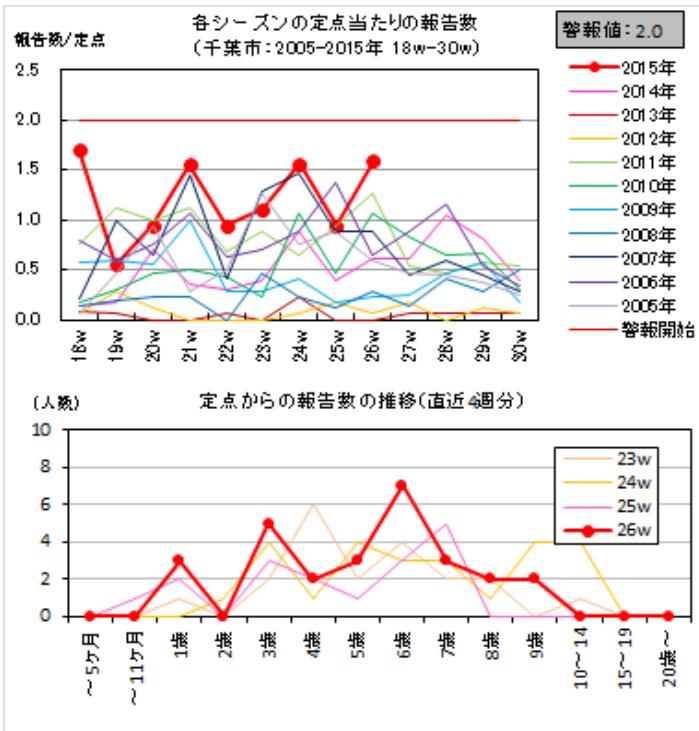 各シーズンの定点当たりの報告数
(千葉市:2005-2015年 18w-30w)
警報値:2.0
報告数/定点
2.5
2.0
1.5
1.0
0.5
0.0
18w
19w
20w
21w
22w
23w
24w
25w
26w
27w
28w
29w
30w
2015年
2014年
2013年
2012年
2011年
2010年
2009年
2008年
2007年
2006年
2005年
警報開始
(人数)
定点からの報告数の推移(直近4週分)
10
8
6
4
2
0
～5ケ月
～11ケ月
1歳
2歳
3歳
4歳
5歳
6歳
7歳
8歳
9歳
10～14
15～19
20歳～
23w
24w
25w
26w